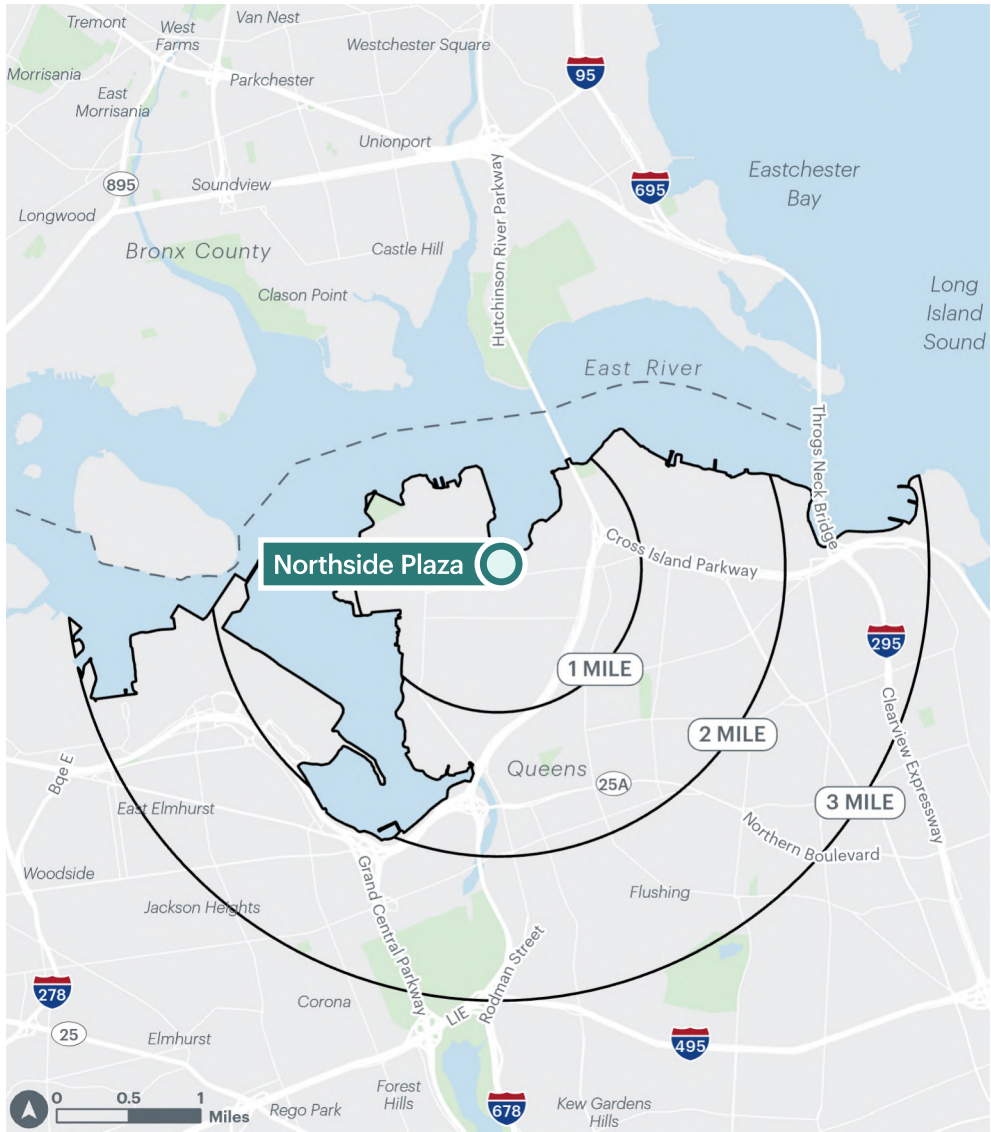 Tremont
Van Nest
West
Farms
Westchester Square
Morrisania
Parkchester
95
East
Morrisania
Unionport
895
Soundview
695
Eastchester
Bay
Longwood
Hutchinson River Parkway
Bronx County
Castle Hill
Clason Point
Long
Island
Sound
East River
Throgs Neck Bridge
Cross Island Parkway
Northside Plaza
295
1 MILE
Clearview Expressway
2 MILE
Bqe E
Queens
25A
3 MILE
East Elmhurst
Northern Boulevard
Grand Central Parkway
Woodside
Flushing
Jackson Heights
Rodman Street
278
Corona
LIE
25
Elmhurst
495
0 0.5 1
Miles
Forest
Hills
Rego Park
678
Kew Gardens
Hills